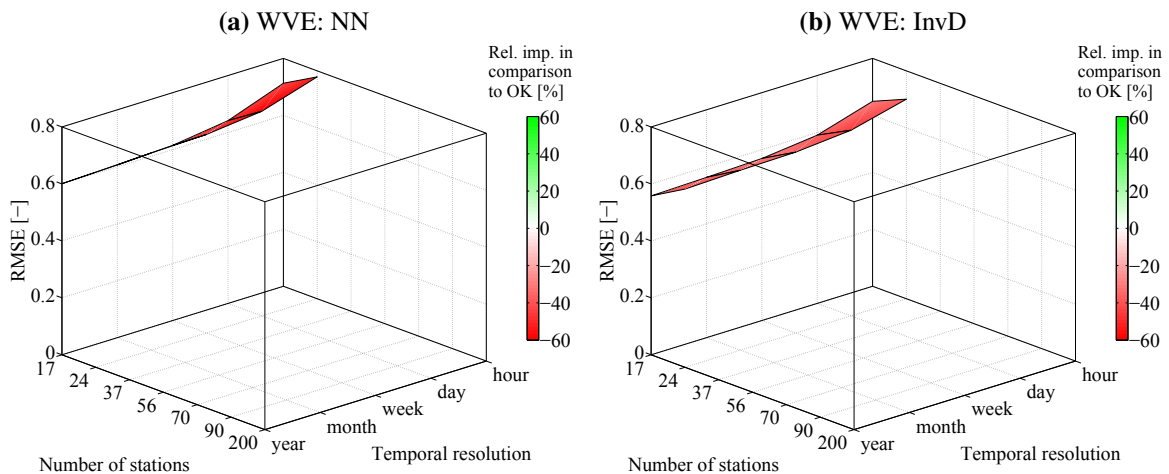 (a) WVE: NN
Rel. imp. in
comparison
to OK [%]
60
40
20
0
−20
−40
−60
0.8
0.6
0.4
0.2
0
RMSE [−]
17
24
37
56
70
90
200
Number of stations
year
month
week
day
hour
Temporal resolution
(b) WVE: InvD
Rel. imp. in
comparison
to OK [%]
60
40
20
0
−20
−40
−60
0.8
0.6
0.4
0.2
0
RMSE [−]
17
24
37
56
70
90
200
Number of stations
year
month
week
day
hour
Temporal resolution